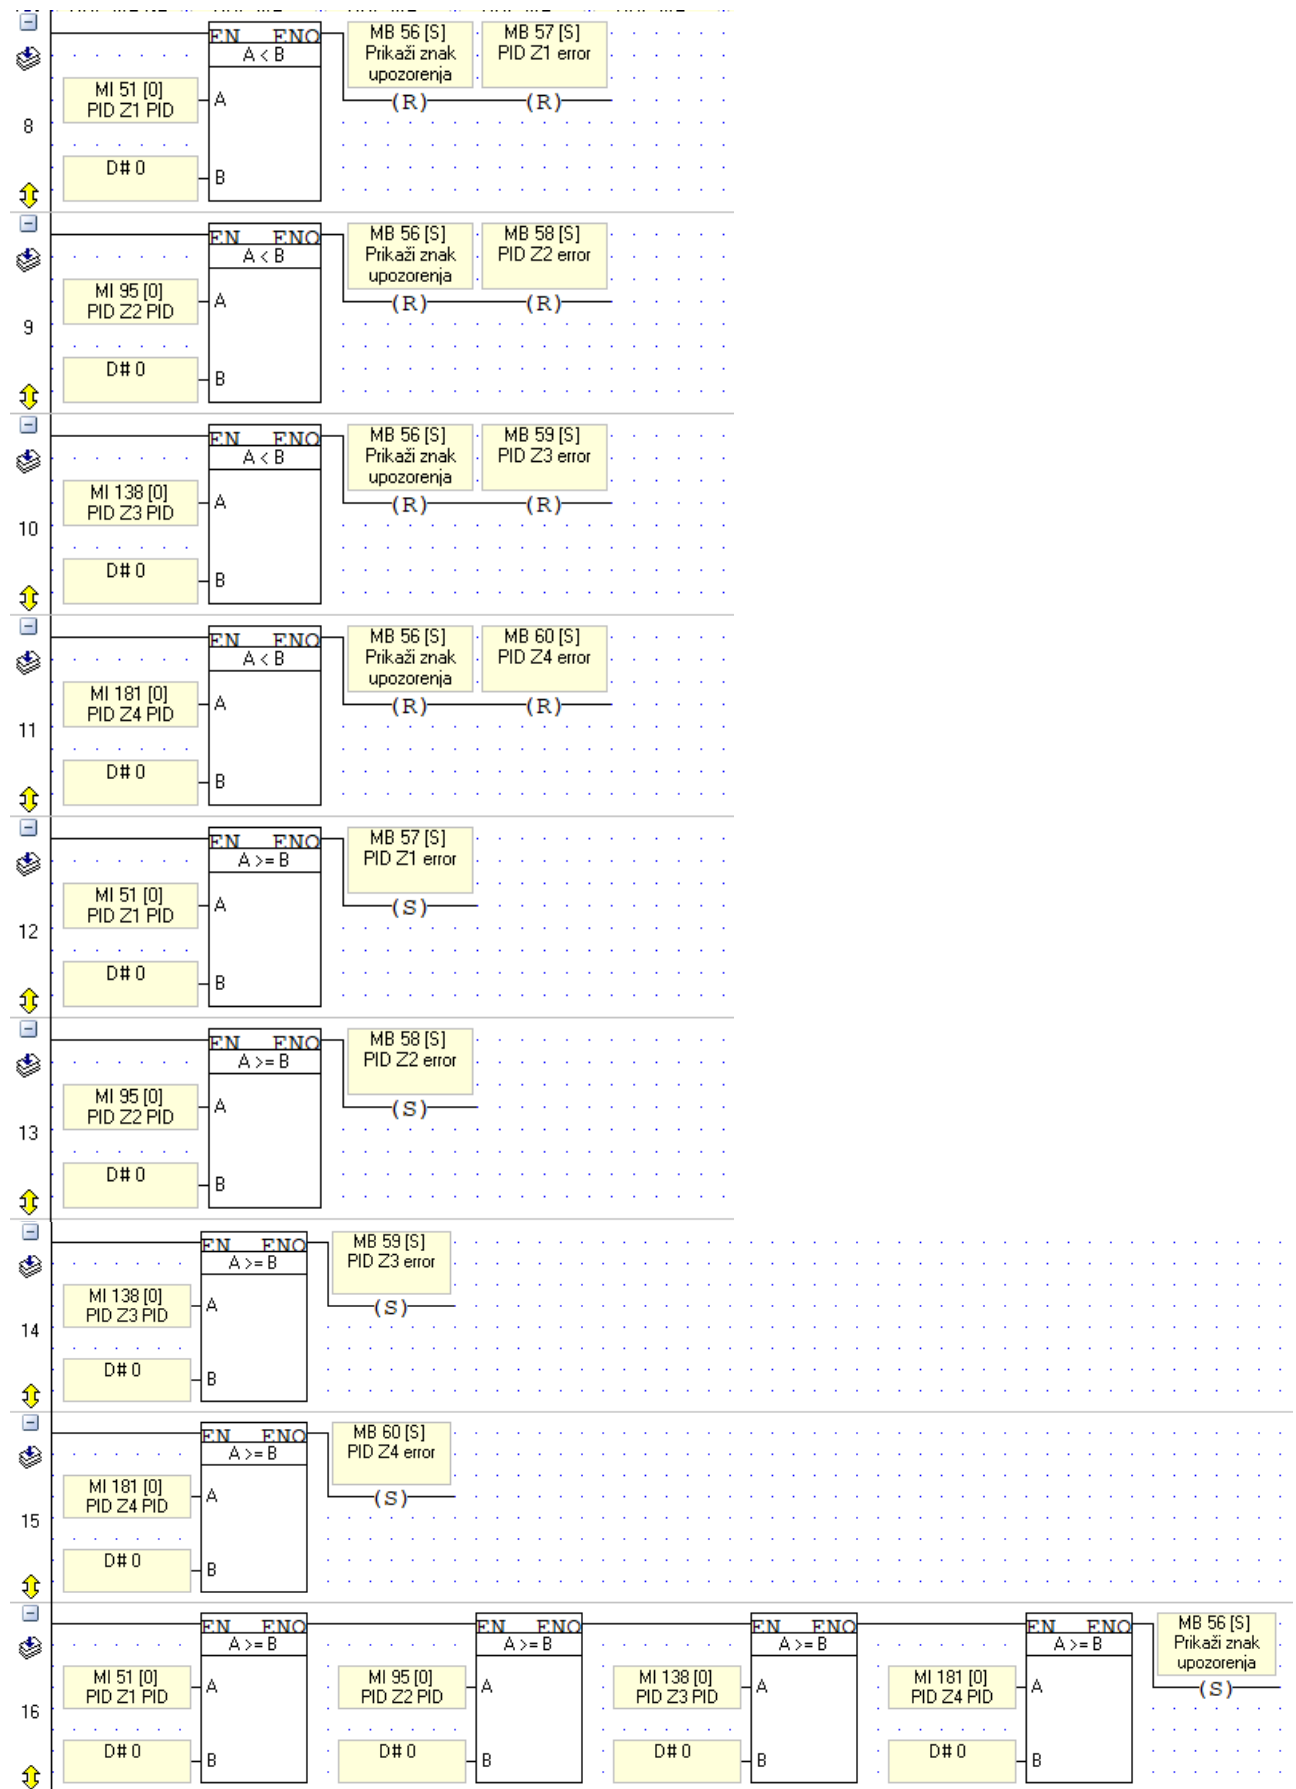 EN ENO
A < B
MB 56 [S]
Prikaži znak
upozorenja
MB 57 [S]
PID Z1 error
(R)
(R)
MI 51 [0]
PID Z1 PID
A
8
D# 0
B
EN ENO
A < B
MB 56 [S]
Prikaži znak
upozorenja
MB 58 [S]
PID Z2 error
(R)
(R)
MI 95 [0]
PID Z2 PID
A
9
D# 0
B
EN ENO
A < B
MB 56 [S]
Prikaži znak
upozorenja
MB 59 [S]
PID Z3 error
(R)
(R)
MI 138 [0]
PID Z3 PID
A
10
D# 0
B
EN ENO
A < B
MB 56 [S]
Prikaži znak
upozorenja
MB 60 [S]
PID Z4 error
(R)
(R)
MI 181 [0]
PID Z4 PID
A
11
D# 0
B
EN ENO
A >= B
MB 57 [S]
PID Z1 error
(S)
MI 51 [0]
PID Z1 PID
A
12
D# 0
B
EN ENO
A >= B
MB 58 [S]
PID Z2 error
(S)
MI 95 [0]
PID Z2 PID
A
13
D# 0
B
EN ENO
A >= B
MB 59 [S]
PID Z3 error
(S)
MI 138 [0]
PID Z3 PID
A
14
D# 0
B
EN ENO
A >= B
MB 60 [S]
PID Z4 error
(S)
MI 181 [0]
PID Z4 PID
A
15
D# 0
B
EN ENO
A >= B
MI 51 [0]
PID Z1 PID
A
16
D# 0
B
EN ENO
A >= B
MI 95 [0]
PID Z2 PID
A
D# 0
B
EN ENO
A >= B
MI 138 [0]
PID Z3 PID
A
D# 0
B
EN ENO
A >= B
MI 181 [0]
PID Z4 PID
A
D# 0
B
MB 56 [S]
Prikaži znak
upozorenja
(S)